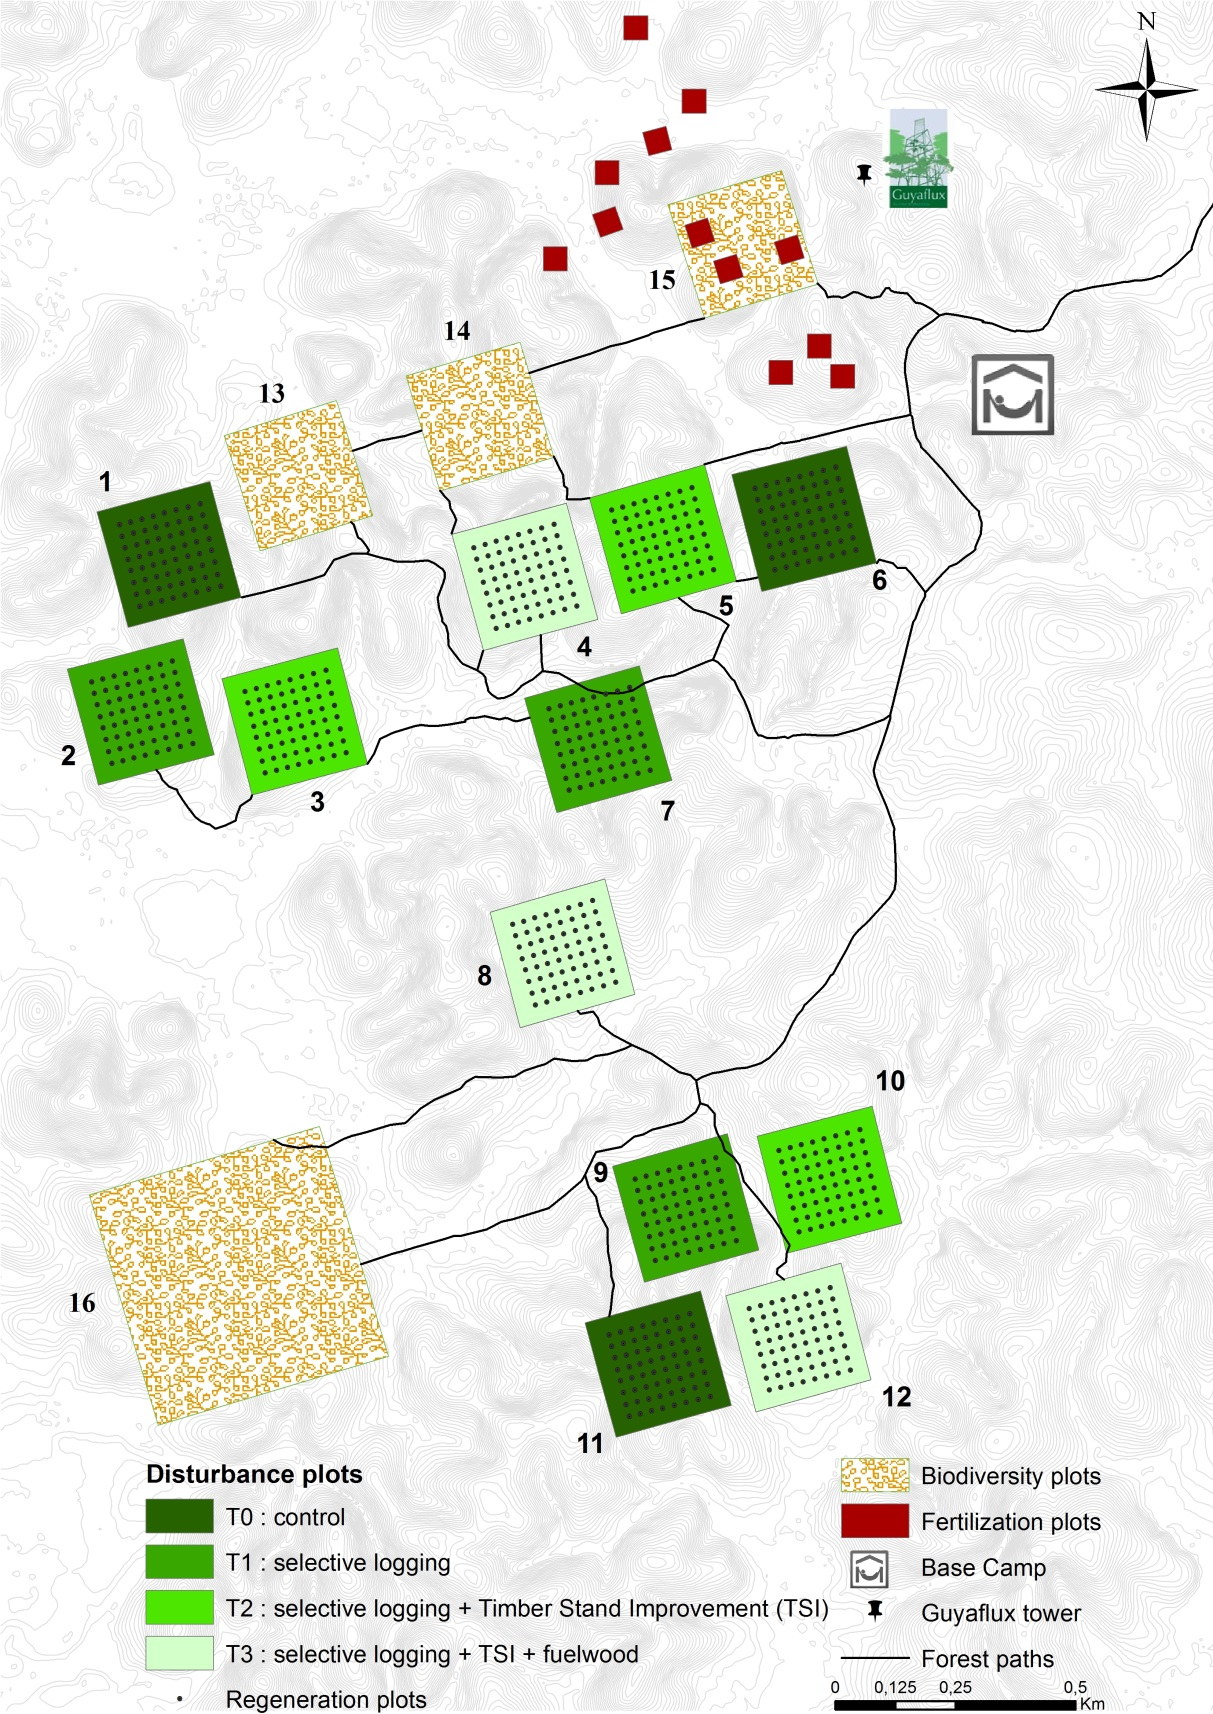 N
Guyaflux
15
14
13
1
6
5
4
2
3
7
8
10
9
16
12
11
Disturbance plots
T0 : control
T1 : selective logging
T2 : selective logging + Timber Stand Improvement (TSI)
T3 : selective logging + TSI + fuelwood
Regeneration plots
Biodiversity plots
Fertilization plots
Base Camp
Guyaflux tower
Forest paths
0 0,125 0,25 0,5
Km